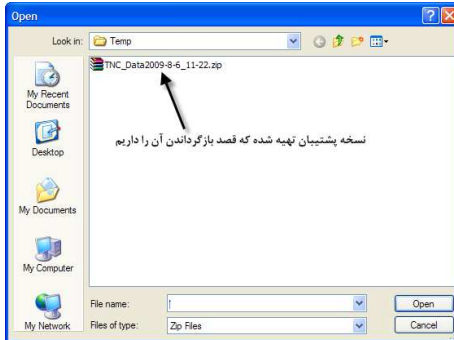 Open
Look in:
Temp
TNC_Data2009-8-6_11-22.zip
نسخه پشتیبان تهیه شده که قصد بازگرداندن آن را داریم
My Recent
Documents
Desktop
My Documents
My Computer
My Network
File name:
Open
Files of type:
Zip Files
Cancel